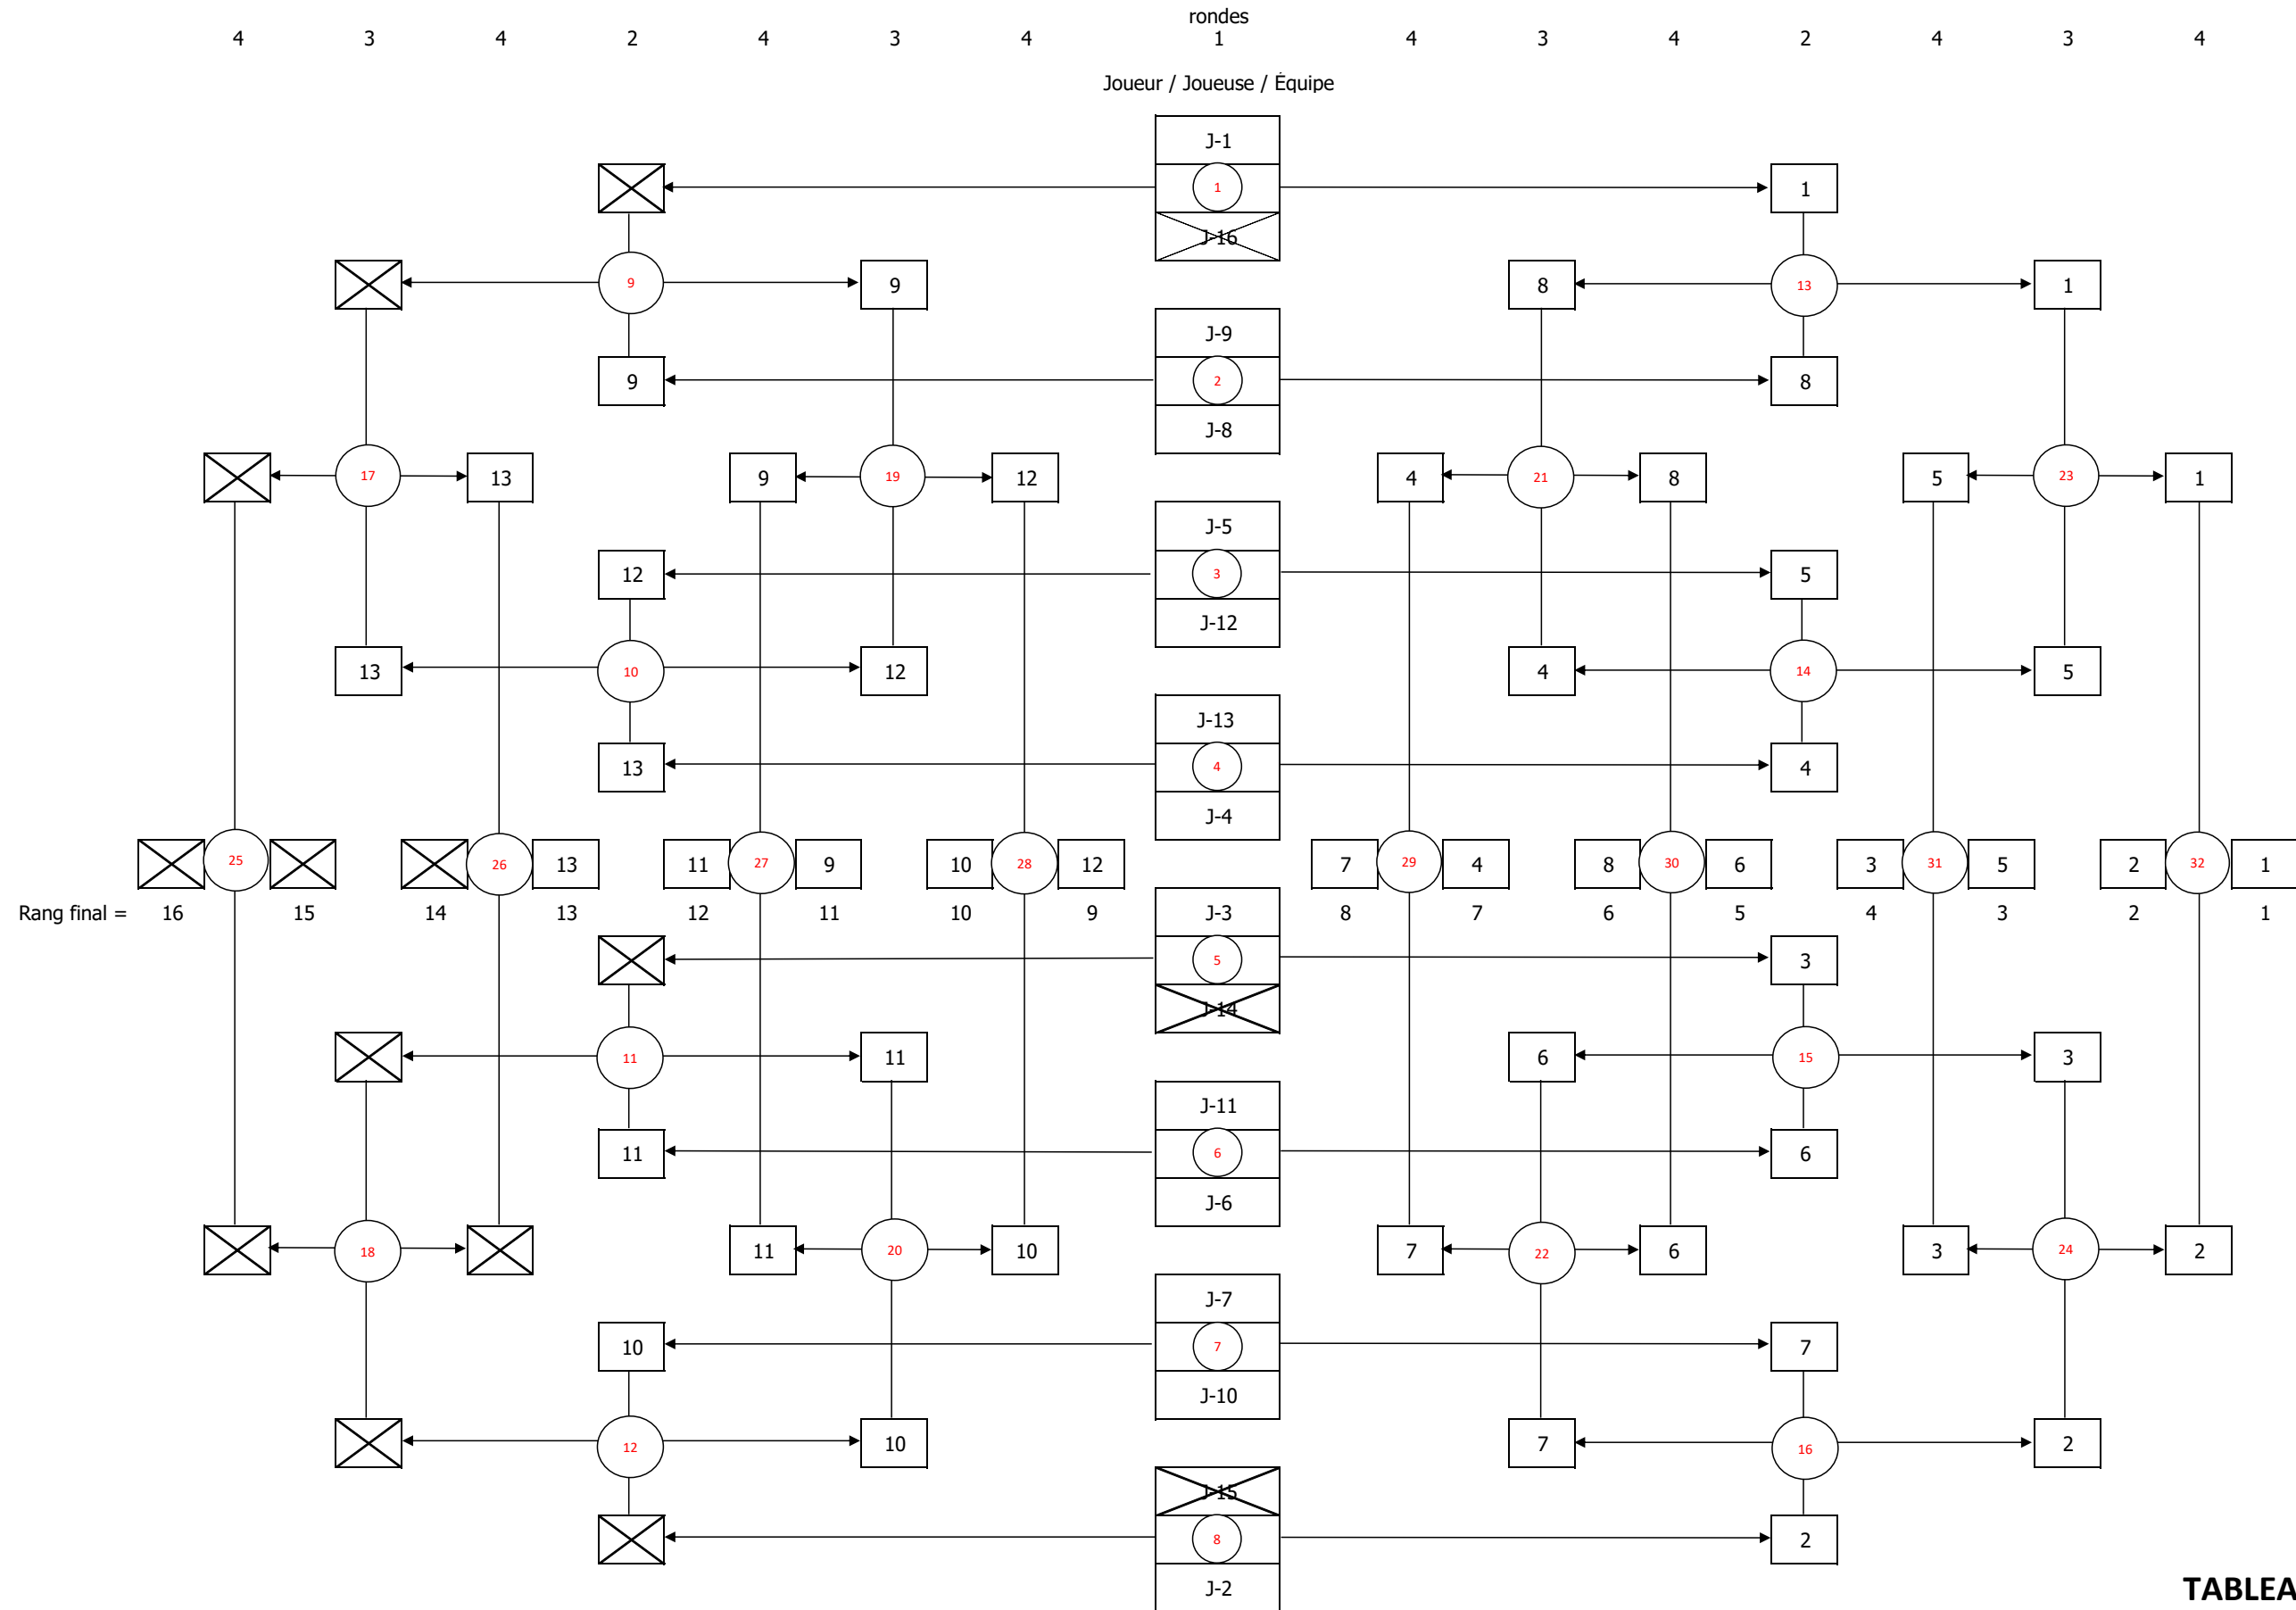 rondes
4 3 4 2 4 3 4 1 4 3 4 2 4 3 4
Joueur / Joueuse / Équipe
J-1
1 1
J-16
9 9 8 13 1
J-9
9 2 8
J-8
17 13 9 19 12 4 21 8 5 23 1
J-5
12 3 5
J-12
13 10 12 4 14 5
J-13
13 4 4
J-4
25 26 13 11 27 9 10 28 12 7 29 4 8 30 6 3 31 5 2 32 1
Rang final = 16 15 14 13 12 11 10 9 J-3 8 7 6 5 4 3 2 1
5 3
J-14
11 11 6 15 3
J-11
11 6 6
J-6
18 11 20 10 7 22 6 3 24 2
J-7
10 7 7
J-10
12 10 7 16 2
J-15
8 2
J-2
TABLEA